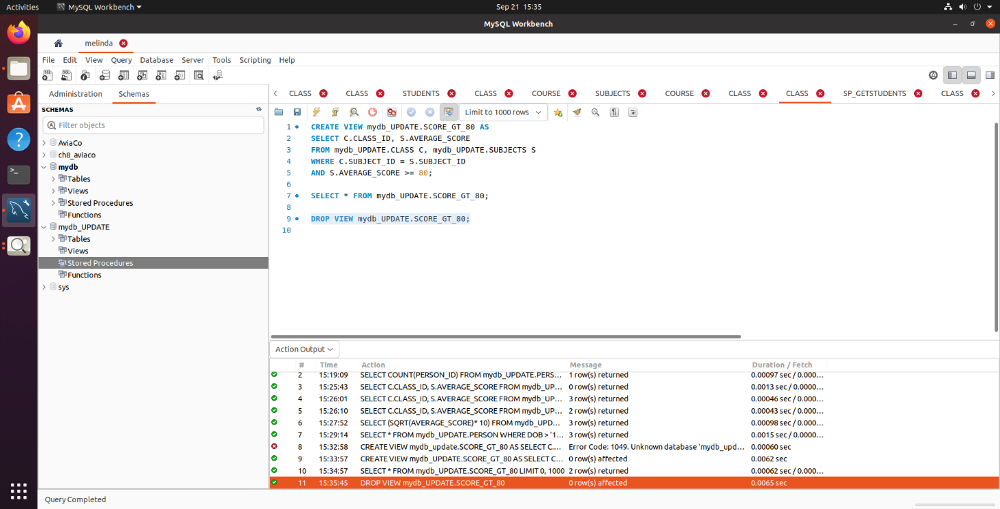 Activities MySQL Workbench Sep 21 15:35
MySQL Workbench
melinda
File Edit View Query Database Server Tools Scripting Help
Administration Schemas
CLASS CLASS STUDENTS CLASS COURSE SUBJECTS COURSE CLASS CLASS SP_GETSTUDENTS CLASS
SCHEMAS
Filter objects
Limit to 1000 rows
AviaCo
ch8_aviaco
mydb
Tables
Views
Stored Procedures
Functions
mydb_UPDATE
Tables
Views
Stored Procedures
Functions
sys
1 CREATE VIEW mydb_UPDATE.SCORE_GT_80 AS
2 SELECT C.CLASS_ID, S.AVERAGE_SCORE
3 FROM mydb_UPDATE.CLASS C, mydb_UPDATE.SUBJECTS S
4 WHERE C.SUBJECT_ID = S.SUBJECT_ID
5 AND S.AVERAGE_SCORE >= 80;
6
7 SELECT * FROM mydb_UPDATE.SCORE_GT_80;
8
9 DROP VIEW mydb_UPDATE.SCORE_GT_80;
10
Action Output
# Time Action Message Duration / Fetch
2 15:19:09 SELECT COUNT(PERSON_ID) FROM mydb_UPDATE.PERS... 1 row(s) returned 0.00097 sec / 0.000...
3 15:25:43 SELECT C.CLASS_ID, S.AVERAGE_SCORE FROM mydb_UP... 0 row(s) returned 0.0013 sec / 0.0000...
4 15:26:01 SELECT C.CLASS_ID, S.AVERAGE_SCORE FROM mydb_UP... 3 row(s) returned 0.00046 sec / 0.000...
5 15:26:10 SELECT C.CLASS_ID, S.AVERAGE_SCORE FROM mydb_UP... 2 row(s) returned 0.00043 sec / 0.000...
6 15:27:52 SELECT (SQRT(AVERAGE_SCORE)* 10) FROM mydb_UPD... 3 row(s) returned 0.00098 sec / 0.000...
7 15:29:14 SELECT * FROM mydb_UPDATE.PERSON WHERE DOB > '1... 3 row(s) returned 0.0015 sec / 0.0000...
8 15:32:58 CREATE VIEW mydb_update.SCORE_GT_80 AS SELECT C.... Error Code: 1049. Unknown database 'mydb_upd... 0.00060 sec
9 15:33:57 CREATE VIEW mydb_UPDATE.SCORE_GT_80 AS SELECT C... 0 row(s) affected 0.0062 sec
10 15:34:57 SELECT * FROM mydb_UPDATE.SCORE_GT_80 LIMIT 0, 1000 2 row(s) returned 0.00062 sec / 0.000...
11 15:35:45 DROP VIEW mydb_UPDATE.SCORE_GT_80 0 row(s) affected 0.0065 sec
Query Completed